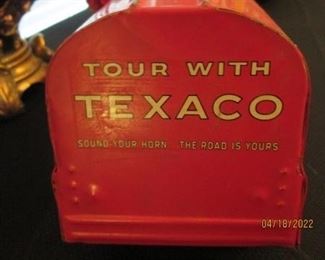 TOUR WITH
TEXACO
SOUND YOUR HORN . . THE ROAD IS YOURS
04/18/2022